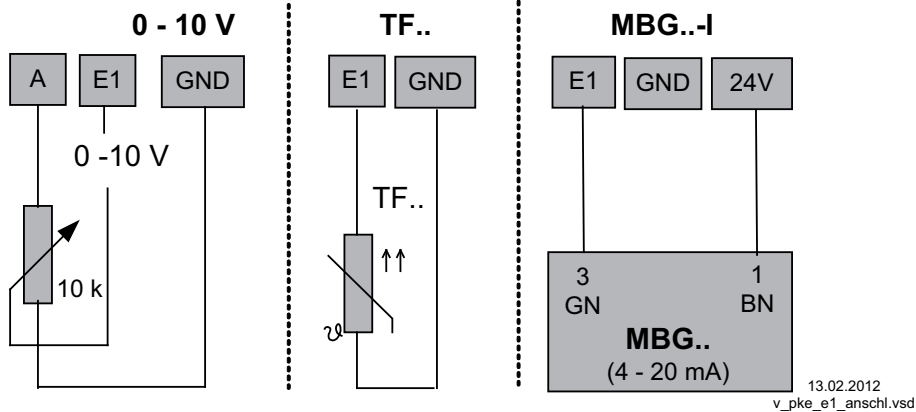 0 - 10 V
A E1 GND
0 -10 V
10 k
TF..
E1 GND
TF..
↑↑
ϑ
MBG..-I
E1 GND 24V
3 1
GN BN
MBG..
(4 - 20 mA)
13.02.2012
v_pke_e1_anschl.vsd